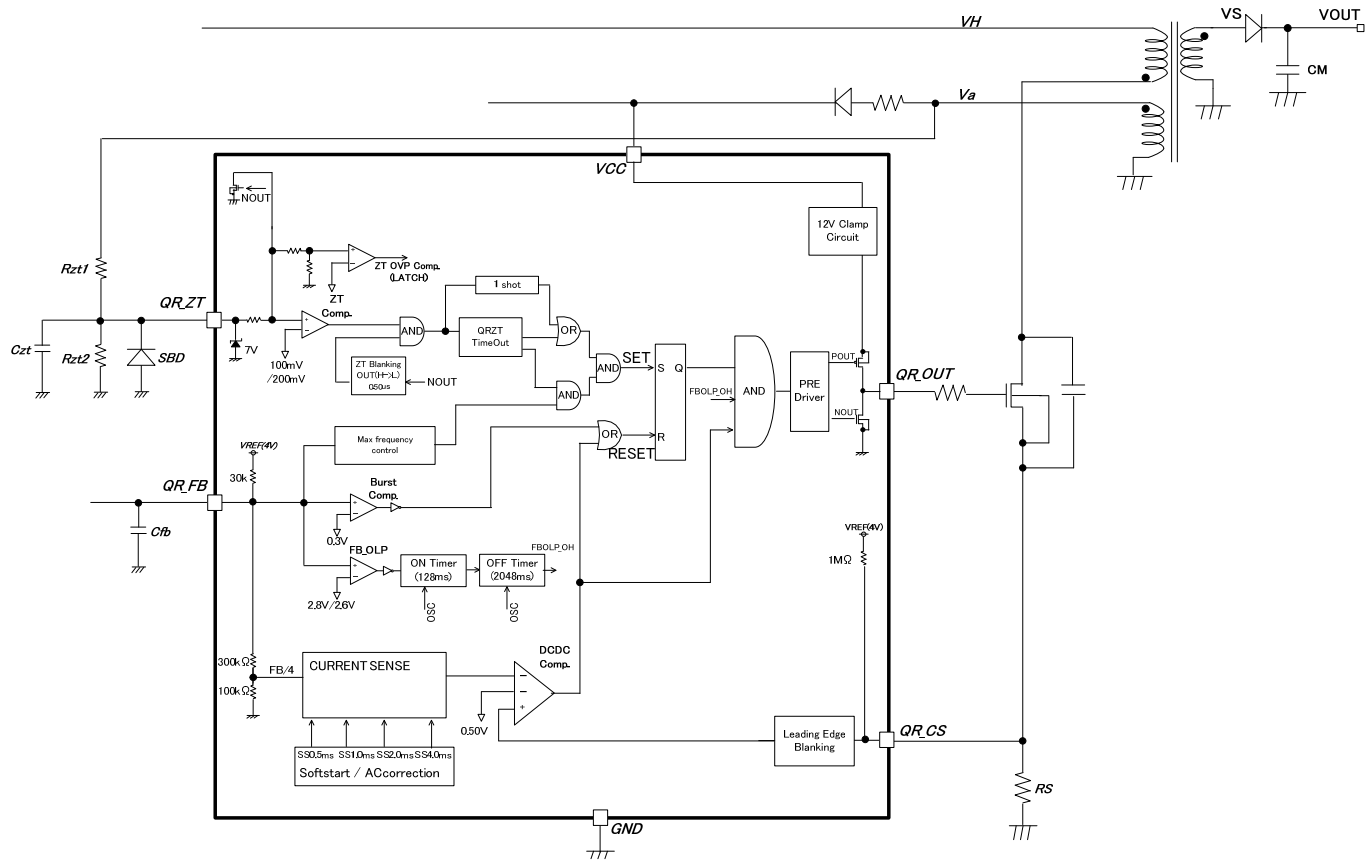 VH
VS
VOUT
CM
Va
VCC
NOUT
12V Clamp
Circuit
ZT OVP Comp.
(LATCH)
Rzt1
ZT
Comp.
1 shot
QR_ZT
AND
QRZT
TimeOut
OR
7V
Czt
Rzt2
SBD
100mV
/200mV
ZT Blanking
OUT(H->L)
0.50us
NOUT
AND
SET
AND
S
Q
FBOLP_OH
AND
PRE
Driver
POUT
NOUT
QR_OUT
VREF(4V)
Max frequency
control
OR
R
RESET
30k
QR_FB
Burst
Comp.
Cfb
0.3V
FB_OLP
ON Timer
(128ms)
OFF Timer
(2048ms)
FBOLP_OH
VREF(4V)
1MΩ
2.8V/2.6V
OSC
OSC
300kΩ
FB/4
100kΩ
CURRENT SENSE
DCDC
Comp.
0.50V
Leading Edge
Blanking
QR_CS
SS0.5ms SS1.0ms SS2.0ms SS4.0ms
Softstart / ACcorrection
RS
GND